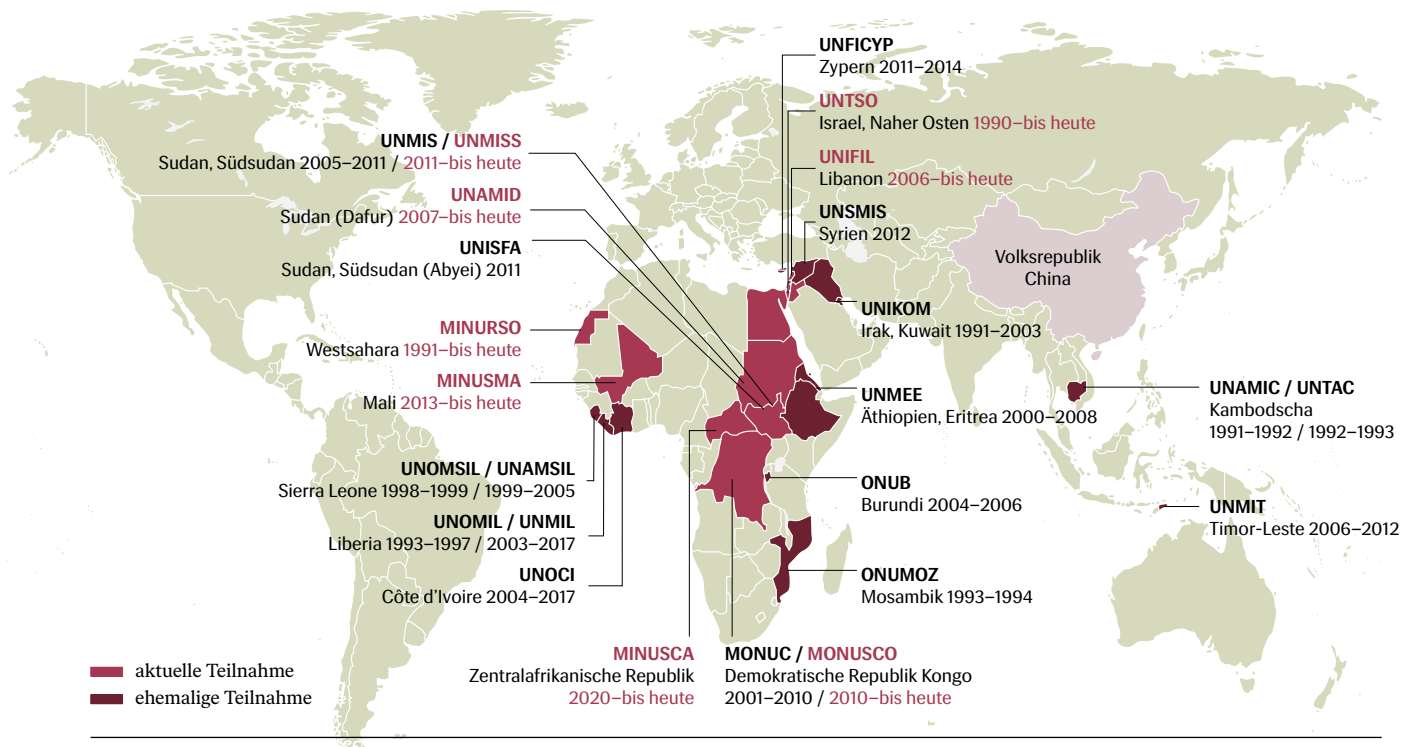 UNFICYP
Zypern 2011–2014
UNTSO
Israel, Naher Osten 1990–bis heute
UNIFIL
Libanon 2006–bis heute
UNSMIS
Syrien 2012
UNMIS / UNMISS
Sudan, Südsudan 2005–2011 / 2011–bis heute
UNAMID
Sudan (Dafur) 2007–bis heute
UNISFA
Sudan, Südsudan (Abyei) 2011
Volksrepublik
China
UNIKOM
Irak, Kuwait 1991–2003
MINURSO
Westsahara 1991–bis heute
MINUSMA
Mali 2013–bis heute
UNMEE
Äthiopien, Eritrea 2000–2008
UNAMIC / UNTAC
Kambodscha
1991–1992 / 1992–1993
UNOMSIL / UNAMSIL
Sierra Leone 1998–1999 / 1999–2005
ONUB
Burundi 2004–2006
UNMIT
Timor-Leste 2006–2012
UNOMIL / UNMIL
Liberia 1993–1997 / 2003–2017
UNOCI
Côte d'Ivoire 2004–2017
ONUMOZ
Mosambik 1993–1994
MINUSCA
Zentralafrikanische Republik
2020–bis heute
MONUC / MONUSCO
Demokratische Republik Kongo
2001–2010 / 2010–bis heute
aktuelle Teilnahme
ehemalige Teilnahme